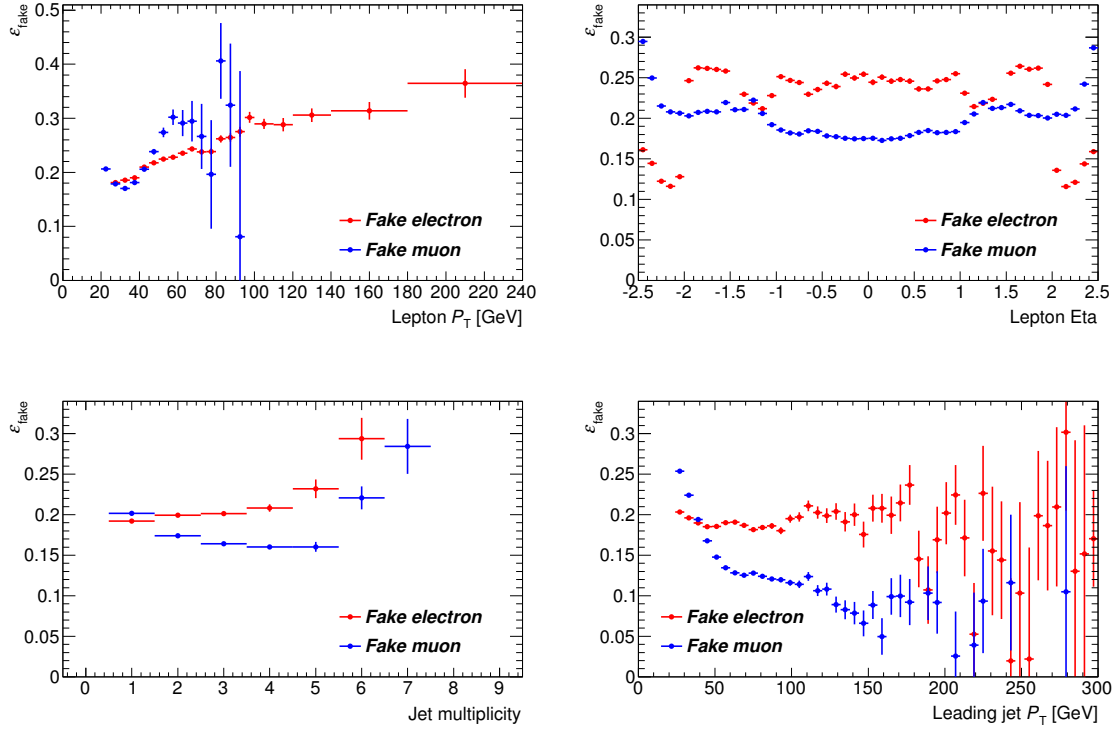 ε_fake
0.5
0.4
0.3
0.2
0.1
0
Fake electron
Fake muon
0 20 40 60 80 100 120 140 160 180 200 220 240
Lepton P_T [GeV]
ε_fake
0.3
0.25
0.2
0.15
0.1
0.05
0
Fake electron
Fake muon
-2.5 -2 -1.5 -1 -0.5 0 0.5 1 1.5 2 2.5
Lepton Eta
ε_fake
0.3
0.25
0.2
0.15
0.1
0.05
0
Fake electron
Fake muon
0 1 2 3 4 5 6 7 8 9
Jet multiplicity
ε_fake
0.3
0.25
0.2
0.15
0.1
0.05
0
Fake electron
Fake muon
0 50 100 150 200 250 300
Leading jet P_T [GeV]